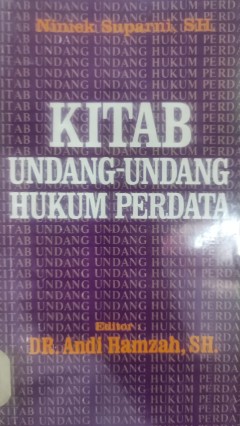 Niniek Suparni, SH.
KITAB
UNDANG-UNDANG
HUKUM PERDATA
Editor :
DR. Andi Hamzah, SH.